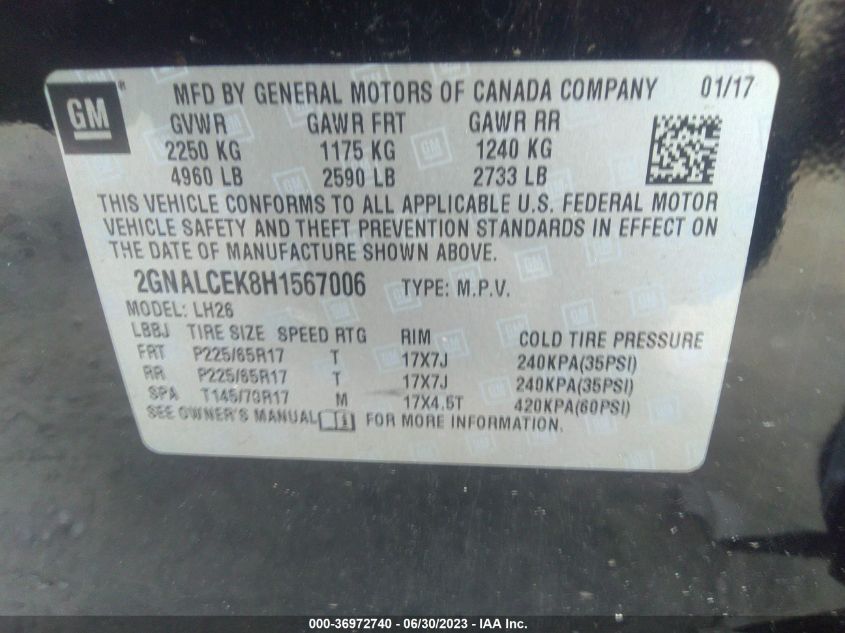 GM ® MFD BY GENERAL MOTORS OF CANADA COMPANY 01/17
GVWR GAWR FRT GAWR RR
2250 KG 1175 KG 1240 KG
4960 LB 2590 LB 2733 LB
THIS VEHICLE CONFORMS TO ALL APPLICABLE U.S. FEDERAL MOTOR
VEHICLE SAFETY AND THEFT PREVENTION STANDARDS IN EFFECT ON
THE DATE OF MANUFACTURE SHOWN ABOVE.
2GNALCEK8H1567006 TYPE: M.P.V.
MODEL: LH26
LBBJ TIRE SIZE SPEED RTG RIM COLD TIRE PRESSURE
FRT P225/65R17 T 17X7J 240KPA(35PSI)
RR P225/65R17 T 17X7J 240KPA(35PSI)
SPA T145/70R17 M 17X4.5T 420KPA(60PSI)
SEE OWNER'S MANUAL FOR MORE INFORMATION.
000-36972740 - 06/30/2023 - IAA Inc.